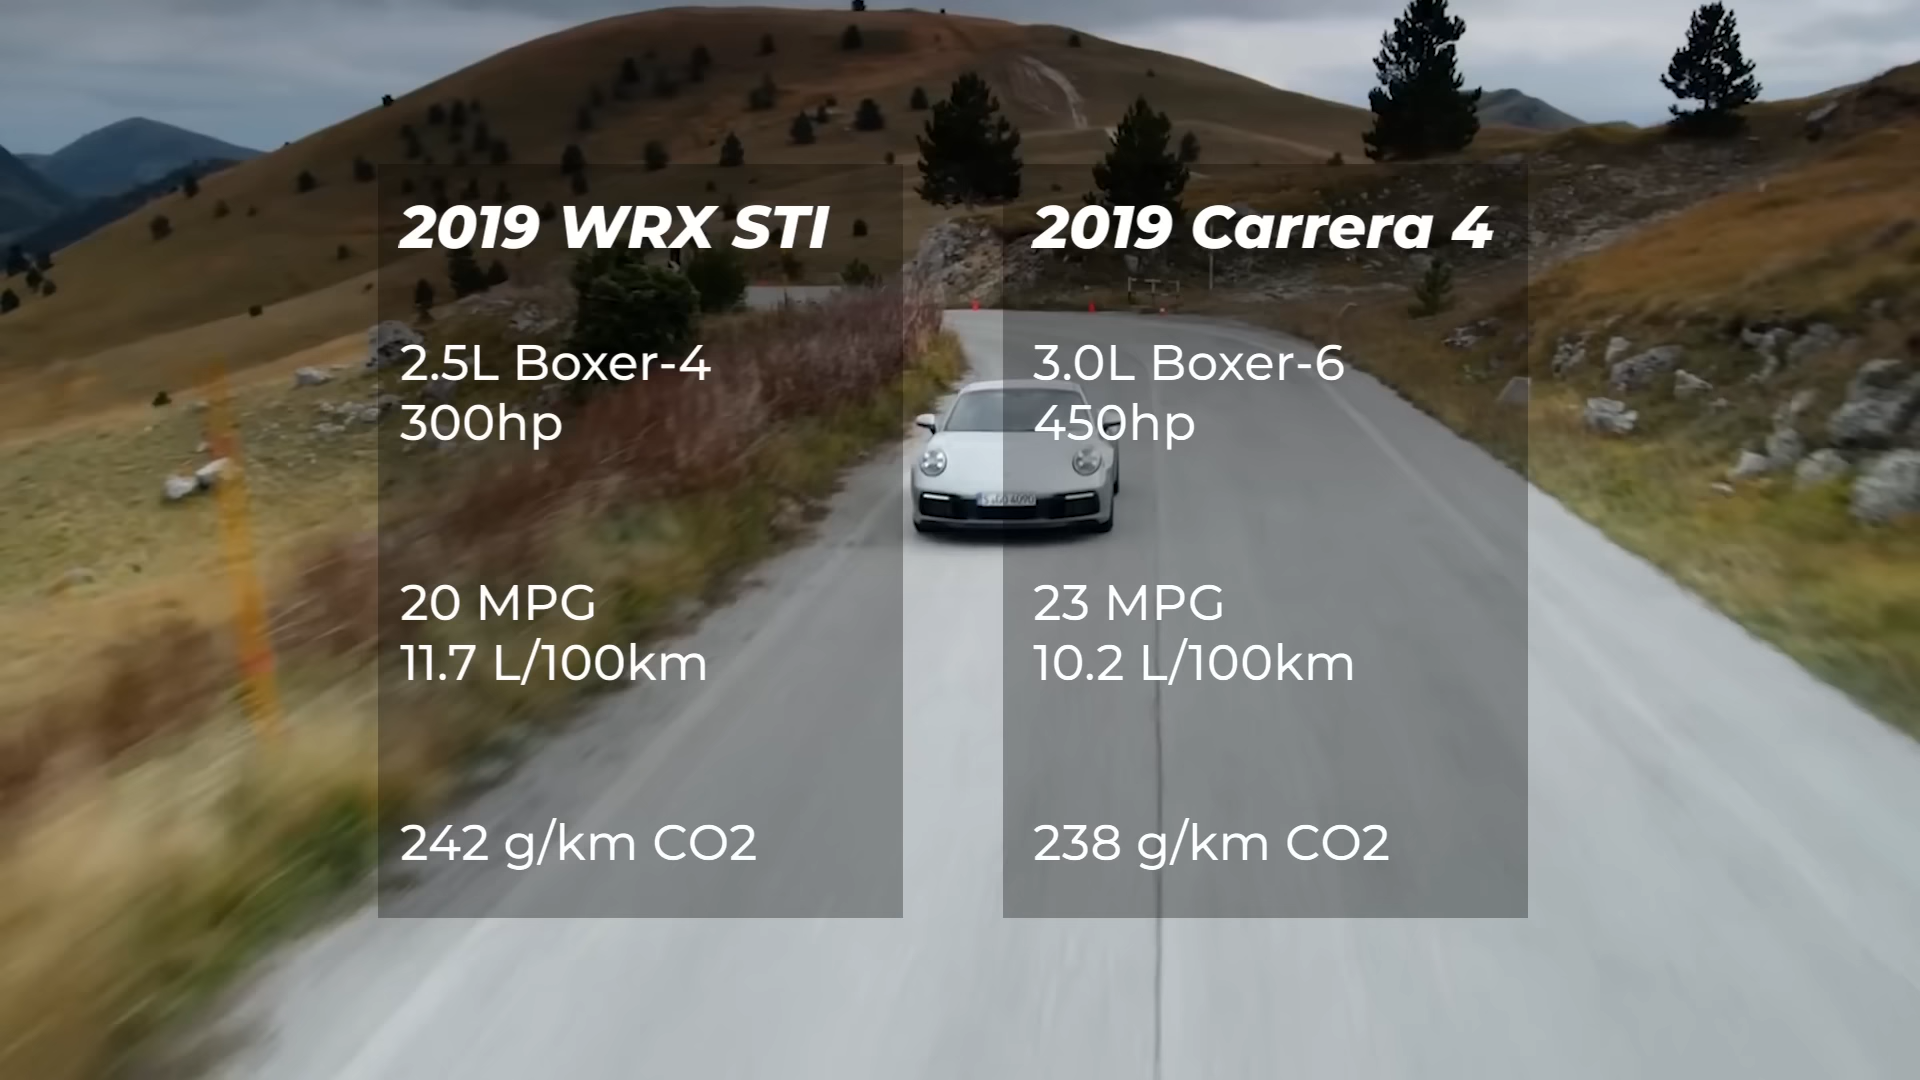 2019 WRX STI
2.5L Boxer-4
300hp
20 MPG
11.7 L/100km
242 g/km CO2
2019 Carrera 4
3.0L Boxer-6
450hp
23 MPG
10.2 L/100km
238 g/km CO2